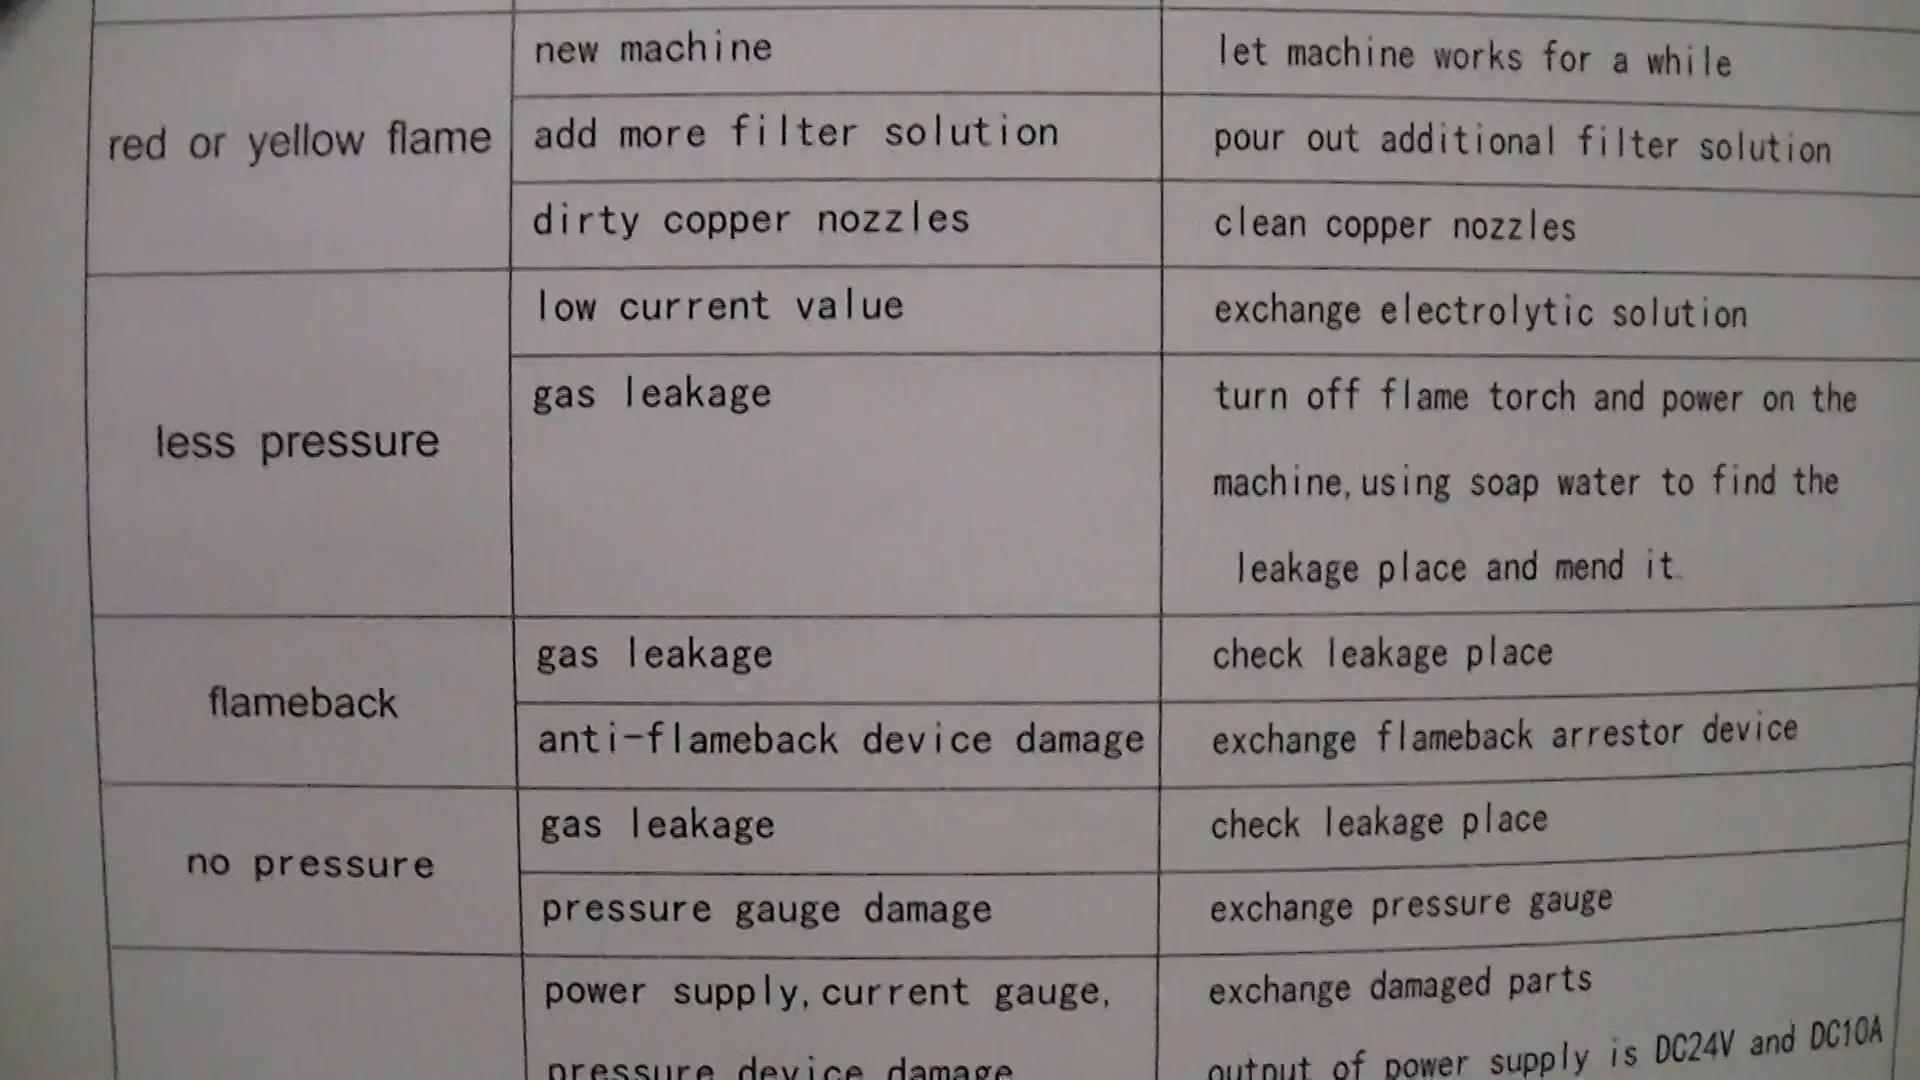 red or yellow flame
new machine
let machine works for a while
add more filter solution
pour out additional filter solution
dirty copper nozzles
clean copper nozzles
less pressure
low current value
exchange electrolytic solution
gas leakage
turn off flame torch and power on the
machine, using soap water to find the
leakage place and mend it.
flameback
gas leakage
check leakage place
anti-flameback device damage
exchange flameback arrestor device
no pressure
gas leakage
check leakage place
pressure gauge damage
exchange pressure gauge
power supply, current gauge,
pressure device damage
exchange damaged parts
output of power supply is DC24V and DC10A